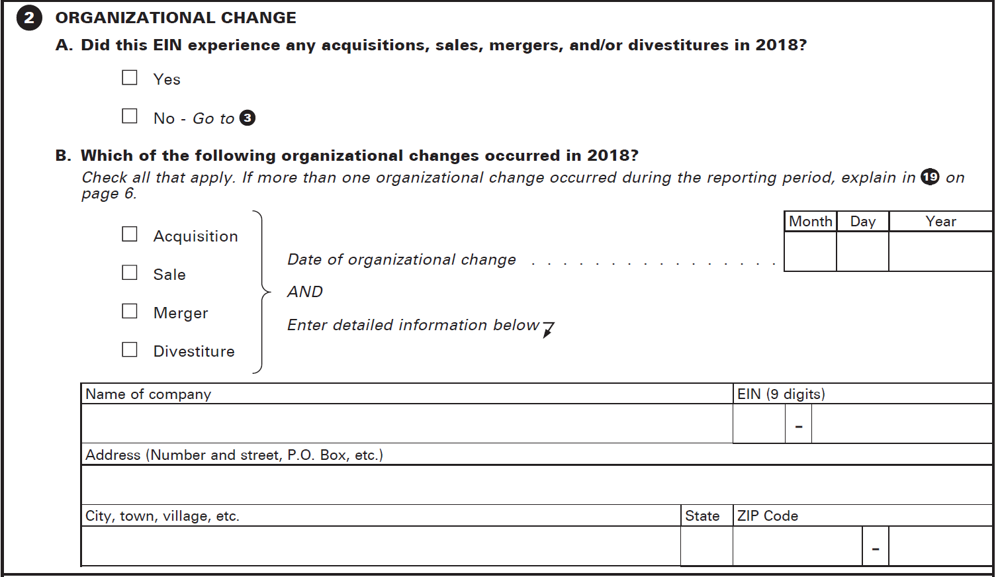 2 ORGANIZATIONAL CHANGE
A. Did this EIN experience any acquisitions, sales, mergers, and/or divestitures in 2018?
Yes
No - Go to 3
B. Which of the following organizational changes occurred in 2018?
Check all that apply. If more than one organizational change occurred during the reporting period, explain in 19 on
page 6.
Month Day Year
Acquisition
Date of organizational change . . . . . . . . . . . . . . . .
Sale
AND
Merger
Enter detailed information below
Divestiture
Name of company EIN (9 digits)
–
Address (Number and street, P.O. Box, etc.)
City, town, village, etc. State ZIP Code
–